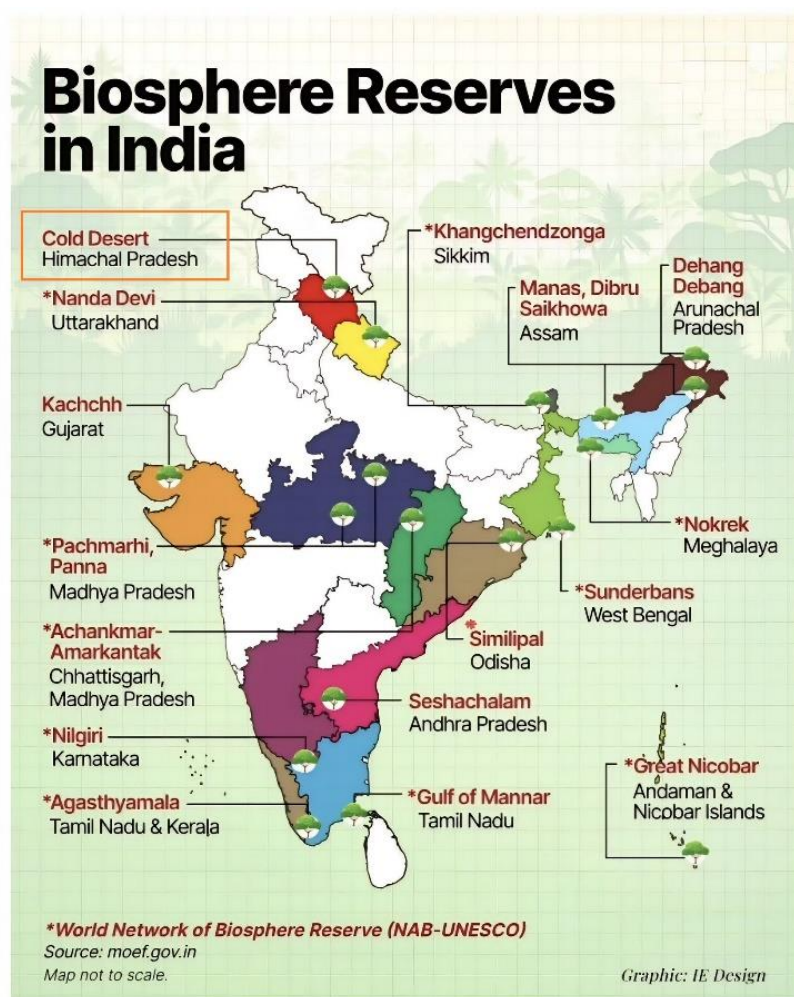 Biosphere Reserves
in India
Cold Desert
Himachal Pradesh
*Nanda Devi
Uttarakhand
Kachchh
Gujarat
*Pachmarhi,
Panna
Madhya Pradesh
*Achankmar-
Amarkantak
Chhattisgarh,
Madhya Pradesh
*Nilgiri
Karnataka
*Agasthyamala
Tamil Nadu & Kerala
*Khangchendzonga
Sikkim
Manas, Dibru
Saikhowa
Assam
Dehang
Debang
Arunachal
Pradesh
*Nokrek
Meghalaya
*Sunderbans
West Bengal
*Similipal
Odisha
Seshachalam
Andhra Pradesh
*Gulf of Mannar
Tamil Nadu
*Great Nicobar
Andaman &
Nicobar Islands
*World Network of Biosphere Reserve (NAB-UNESCO)
Source: moef.gov.in
Map not to scale.
Graphic: IE Design